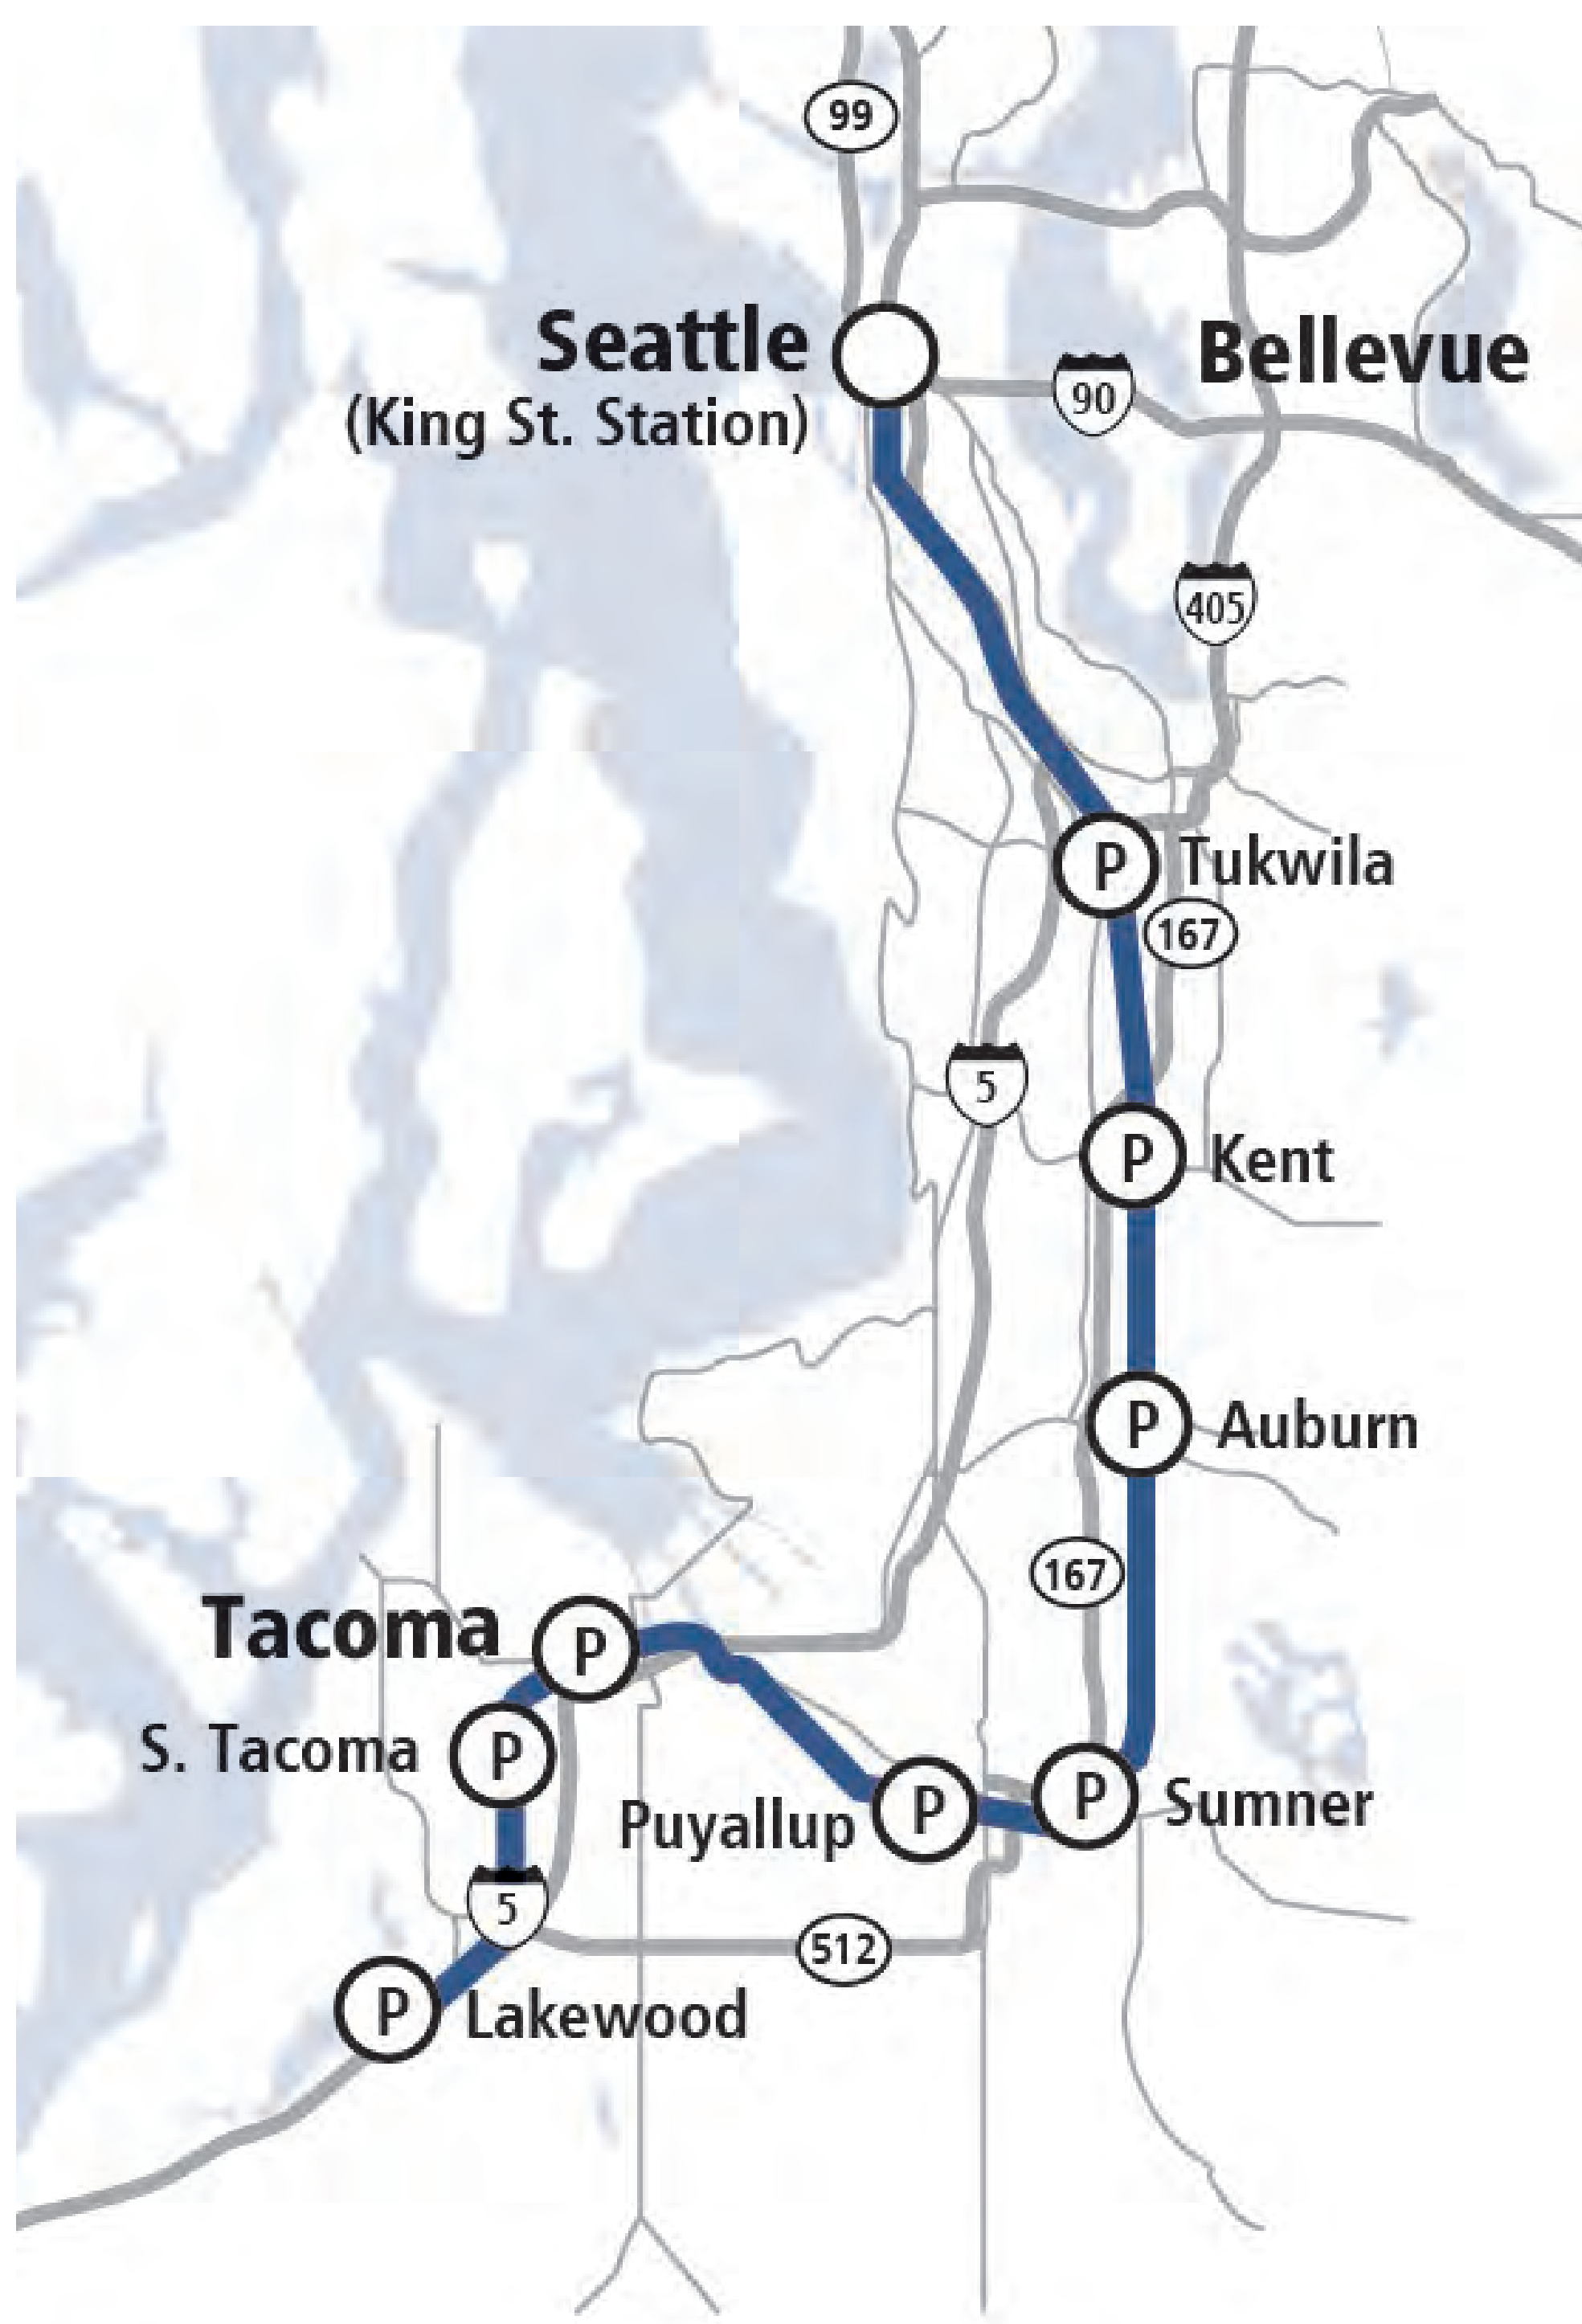 99
Seattle
(King St. Station)
Bellevue
90
405
P
Tukwila
167
5
P
Kent
P
Auburn
167
Tacoma
P
S. Tacoma
P
Puyallup
P
P
Sumner
5
512
P
Lakewood